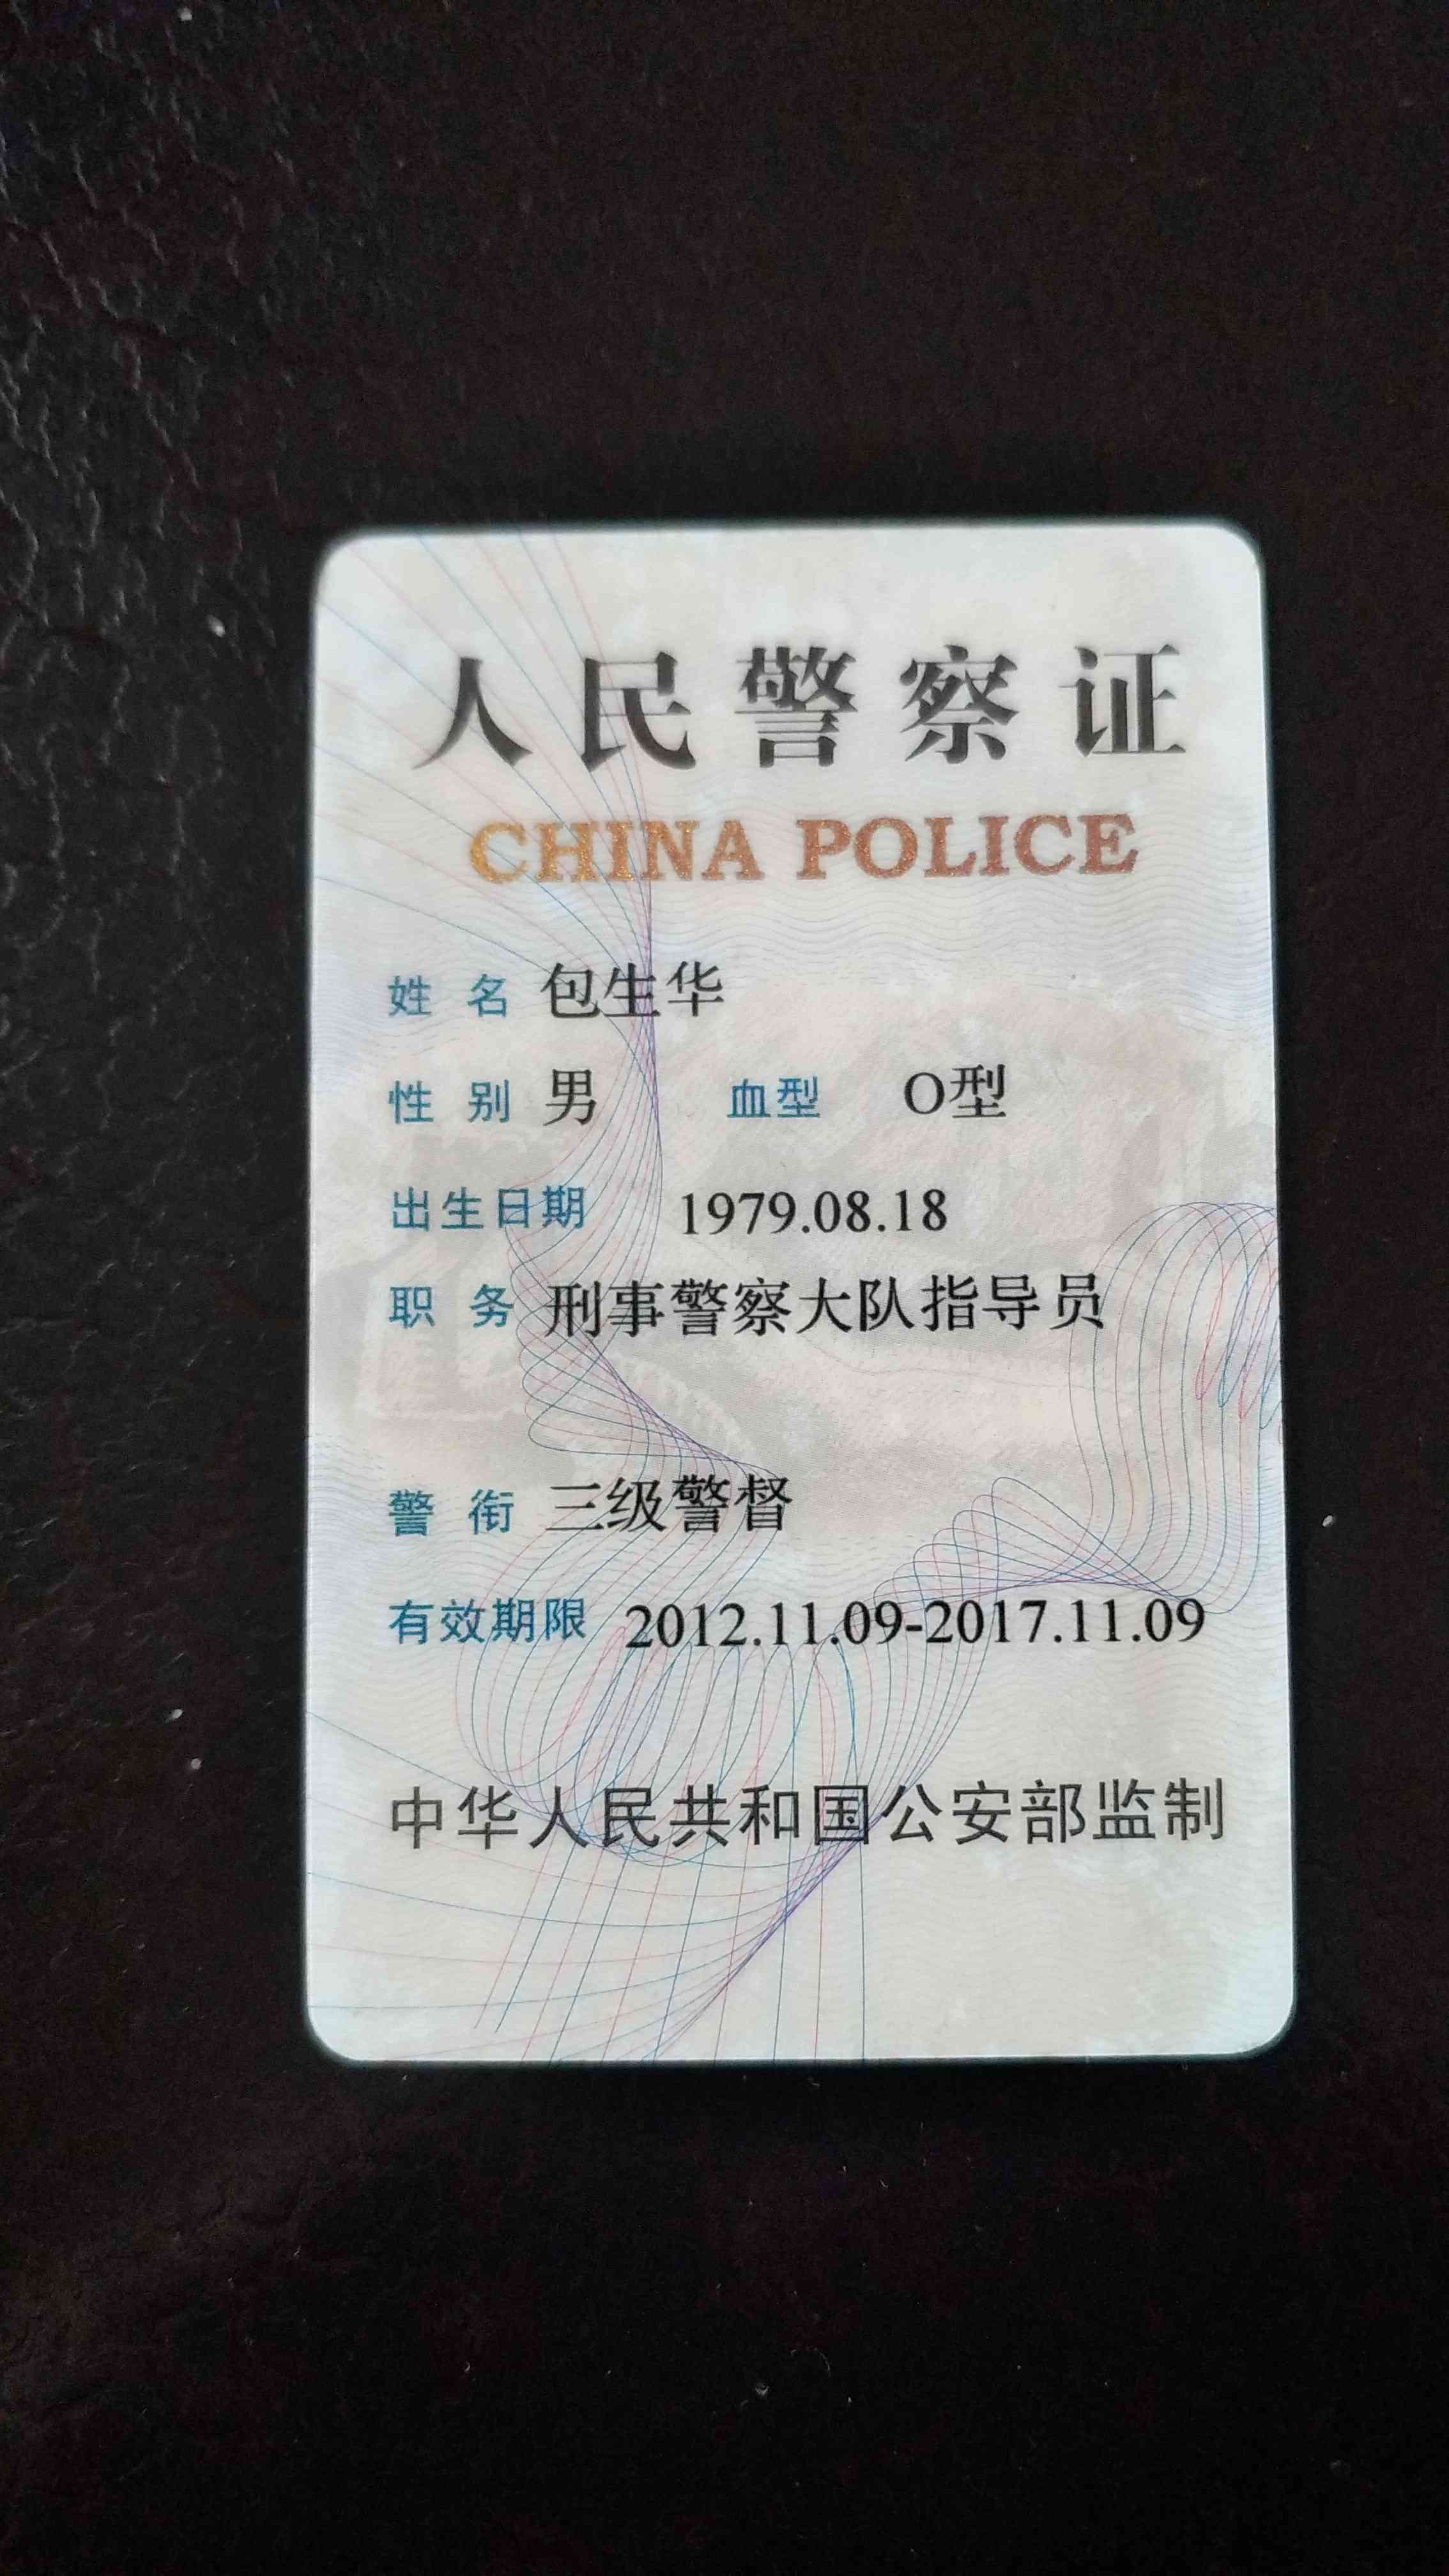 人民警察证
CHINA POLICE
姓名 包生华
性别 男 血型 O型
出生日期 1979.08.18
职务 刑事警察大队指导员
警衔 三级警督
有效期限 2012.11.09-2017.11.09
中华人民共和国公安部监制